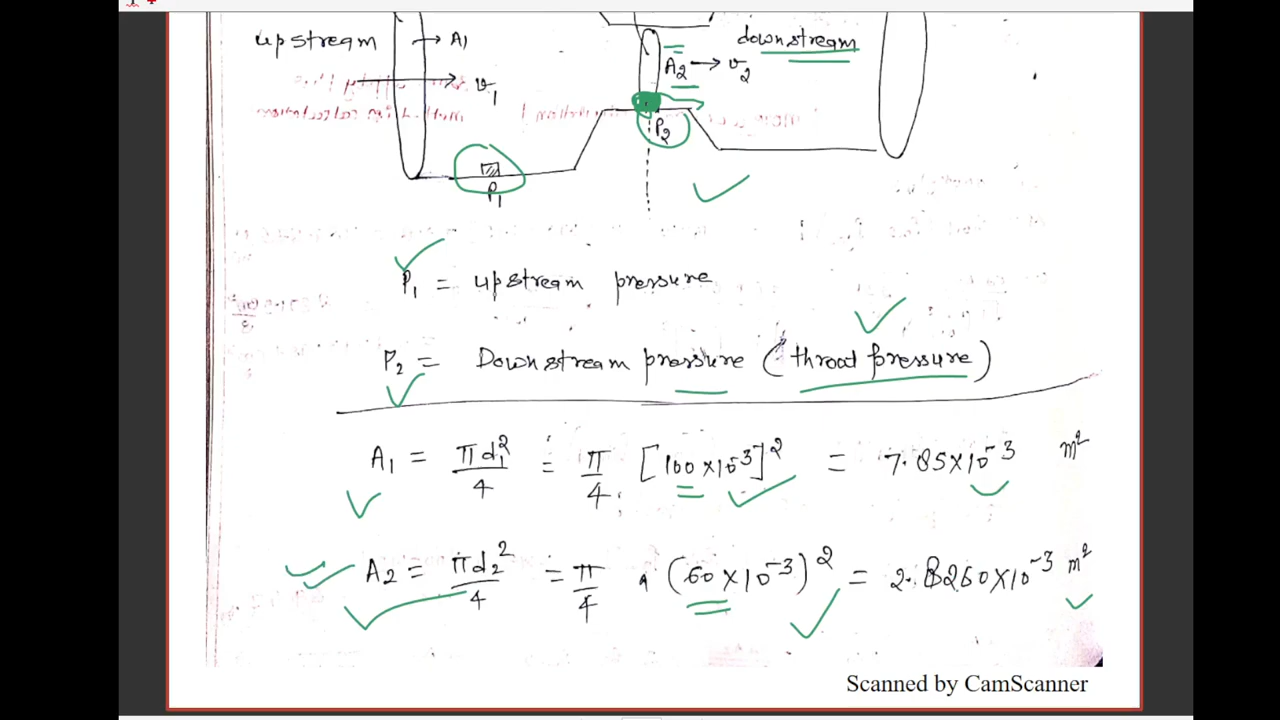 upstream → A1 A2 → v2 downstream
→ v1
P2
P1
P1 = upstream pressure
P2 = Downstream pressure (throat pressure)
A1 = πd1²/4 = π/4 [100×10⁻³]² = 7.85×10⁻³ m²
A2 = πd2²/4 = π/4 (60×10⁻³)² = 2.8260×10⁻³ m²
Scanned by CamScanner